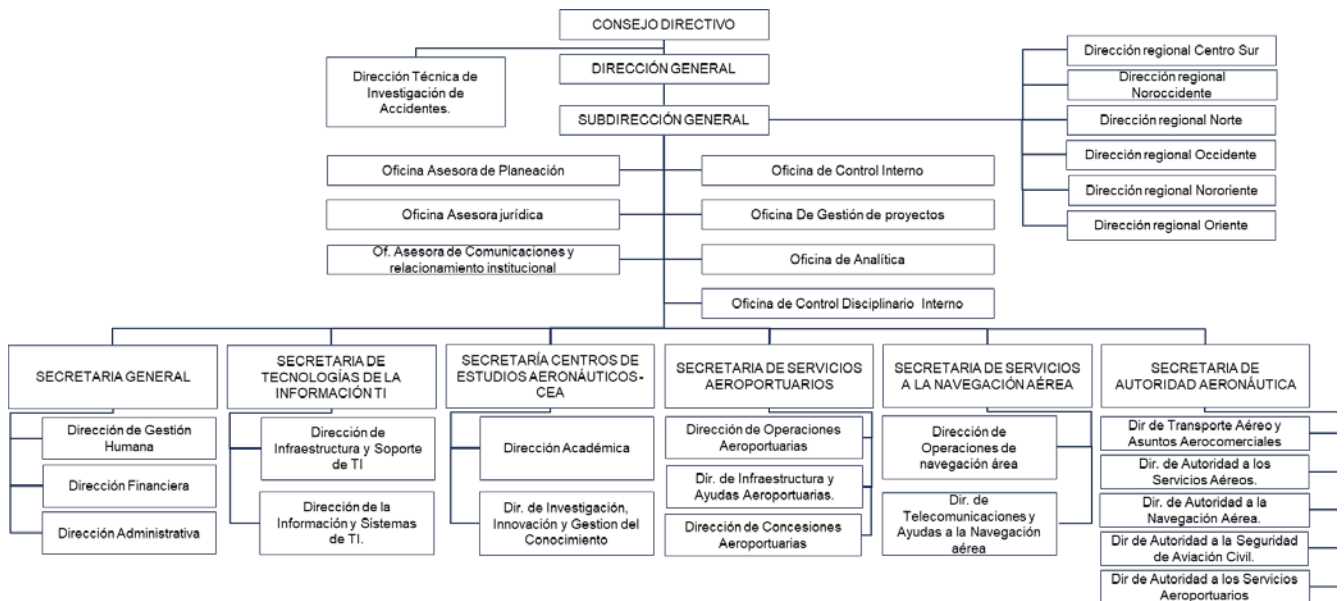 CONSEJO DIRECTIVO
Dirección Técnica de
Investigación de
Accidentes.
DIRECCIÓN GENERAL
SUBDIRECCIÓN GENERAL
Dirección regional Centro Sur
Dirección regional
Noroccidente
Dirección regional Norte
Dirección regional Occidente
Dirección regional Nororiente
Dirección regional Oriente
Oficina Asesora de Planeación
Oficina de Control Interno
Oficina Asesora jurídica
Oficina De Gestión de proyectos
Of. Asesora de Comunicaciones y
relacionamiento institucional
Oficina de Analítica
Oficina de Control Disciplinario Interno
SECRETARIA GENERAL
Dirección de Gestión
Humana
Dirección Financiera
Dirección Administrativa
SECRETARIA DE
TECNOLOGÍAS DE LA
INFORMACIÓN TI
Dirección de
Infraestructura y Soporte
de TI
Dirección de la
Información y Sistemas
de TI.
SECRETARÍA CENTROS DE
ESTUDIOS AERONÁUTICOS-
CEA
Dirección Académica
Dir. de Investigación,
Innovación y Gestion del
Conocimiento
SECRETARIA DE SERVICIOS
AEROPORTUARIOS
Dirección de Operaciones
Aeroportuarias
Dir. de Infraestructura y
Ayudas Aeroportuarias.
Dirección de Concesiones
Aeroportuarias
SECRETARIA DE SERVICIOS
A LA NAVEGACIÓN AÉREA
Dirección de
Operaciones de
navegación área
Dir. de
Telecomunicaciones y
Ayudas a la Navegación
aérea
SECRETARIA DE
AUTORIDAD AERONÁUTICA
Dir de Transporte Aéreo y
Asuntos Aerocomerciales
Dir. de Autoridad a los
Servicios Aéreos.
Dir. de Autoridad a la
Navegación Aérea.
Dir de Autoridad a la Seguridad
de Aviación Civil.
Dir de Autoridad a los Servicios
Aeroportuarios